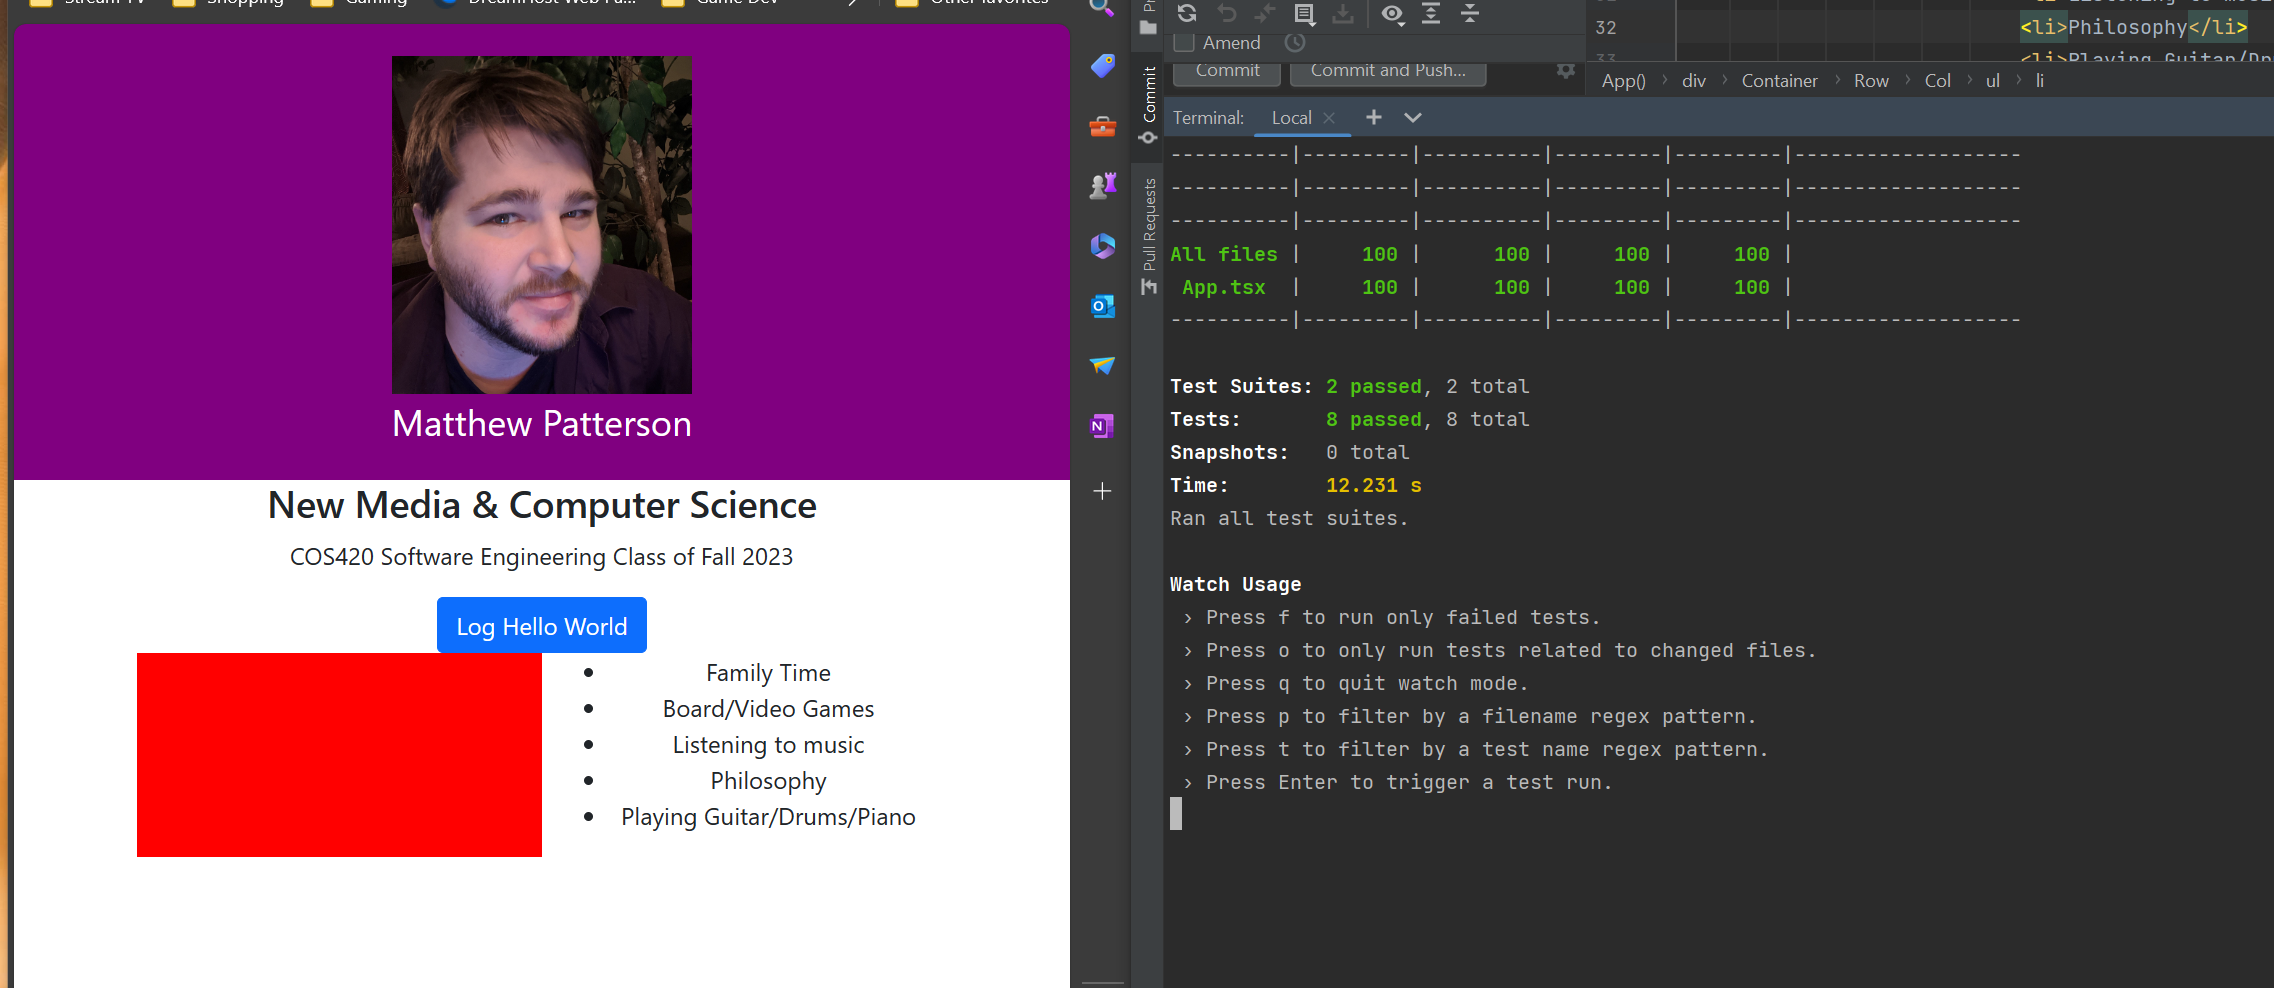 Stream TV
Shopping
Gaming
DreamHost Web Pa...
Game Dev
Other favorites
Matthew Patterson
New Media & Computer Science
COS420 Software Engineering Class of Fall 2023
Log Hello World
Family Time
Board/Video Games
Listening to music
Philosophy
Playing Guitar/Drums/Piano
Commit
Pull Requests
Amend
Commit
Commit and Push...
32
<li>Philosophy</li>
33
<li>Playing Guitar/Dr
App() › div › Container › Row › Col › ul › li
Terminal: Local
----------|---------|----------|---------|---------|-------------------
----------|---------|----------|---------|---------|-------------------
----------|---------|----------|---------|---------|-------------------
All files | 100 | 100 | 100 | 100 |
App.tsx | 100 | 100 | 100 | 100 |
----------|---------|----------|---------|---------|-------------------
Test Suites: 2 passed, 2 total
Tests: 8 passed, 8 total
Snapshots: 0 total
Time: 12.231 s
Ran all test suites.
Watch Usage
› Press f to run only failed tests.
› Press o to only run tests related to changed files.
› Press q to quit watch mode.
› Press p to filter by a filename regex pattern.
› Press t to filter by a test name regex pattern.
› Press Enter to trigger a test run.